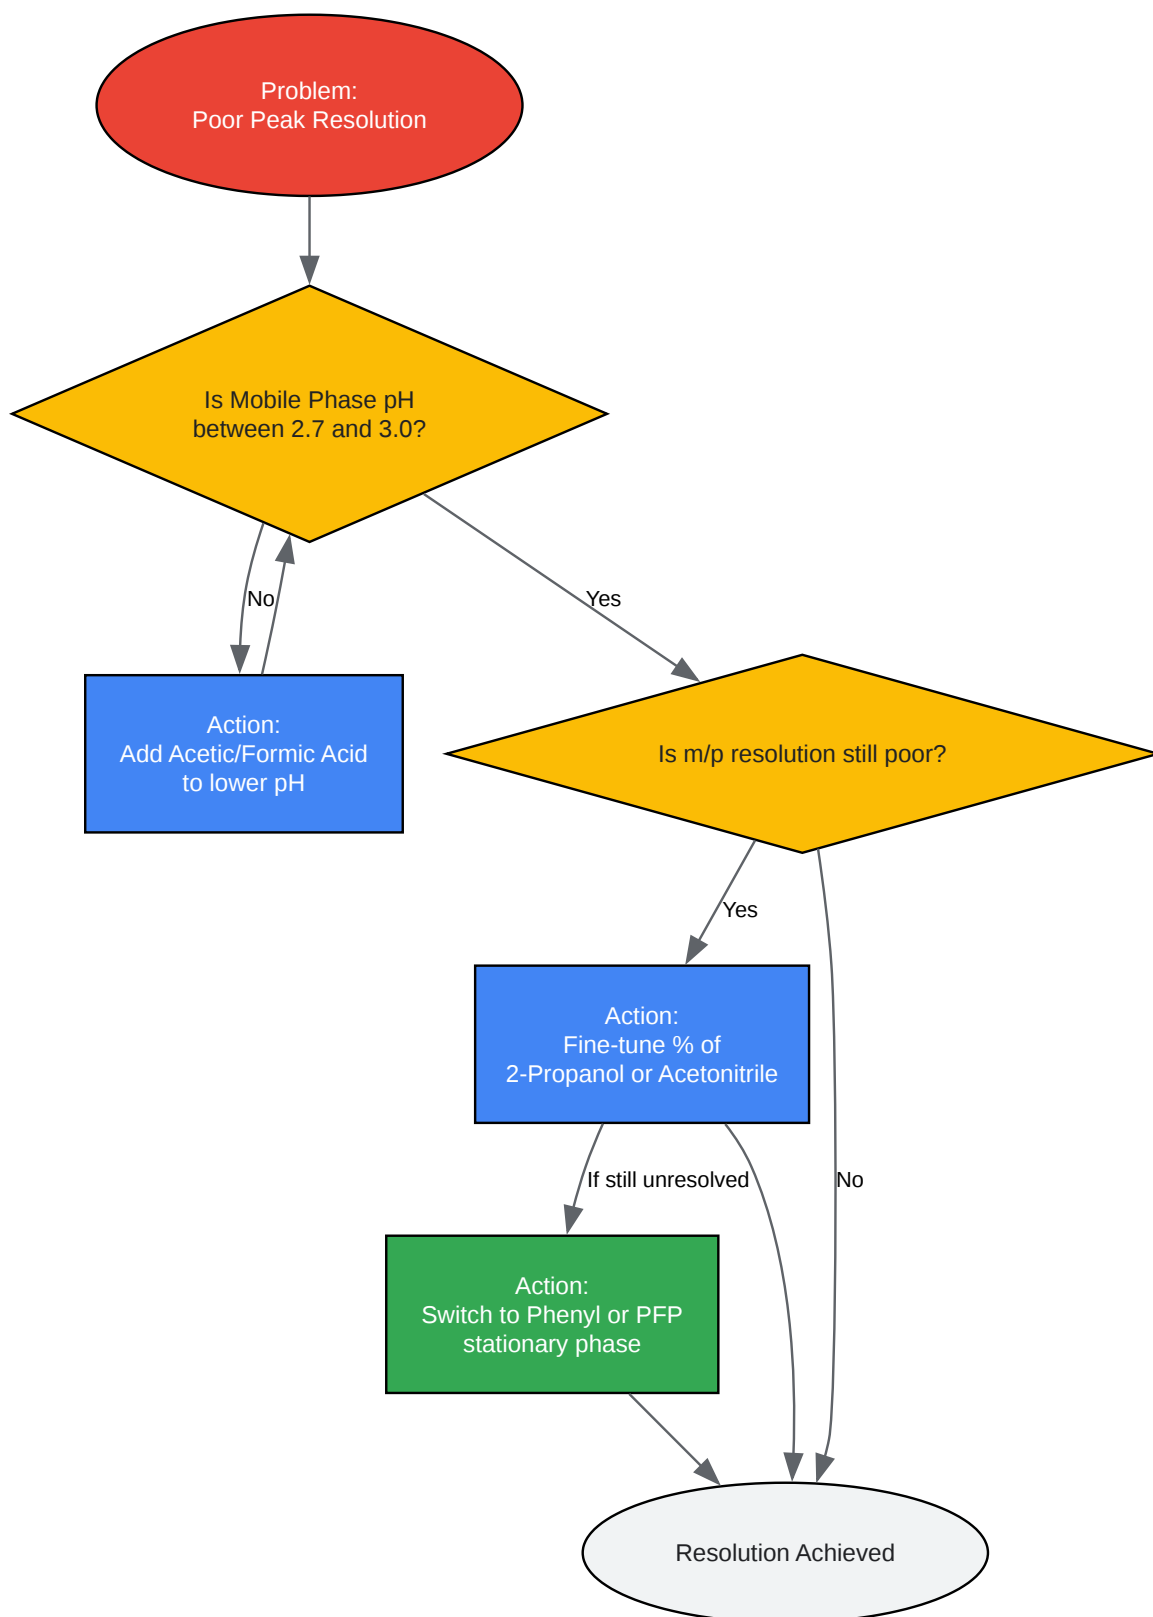 Problem:
Poor Peak Resolution
Is Mobile Phase pH
between 2.7 and 3.0?
No
Yes
Action:
Add Acetic/Formic Acid
to lower pH
Is m/p resolution still poor?
Yes
Action:
Fine-tune % of
2-Propanol or Acetonitrile
If still unresolved
No
Action:
Switch to Phenyl or PFP
stationary phase
Resolution Achieved